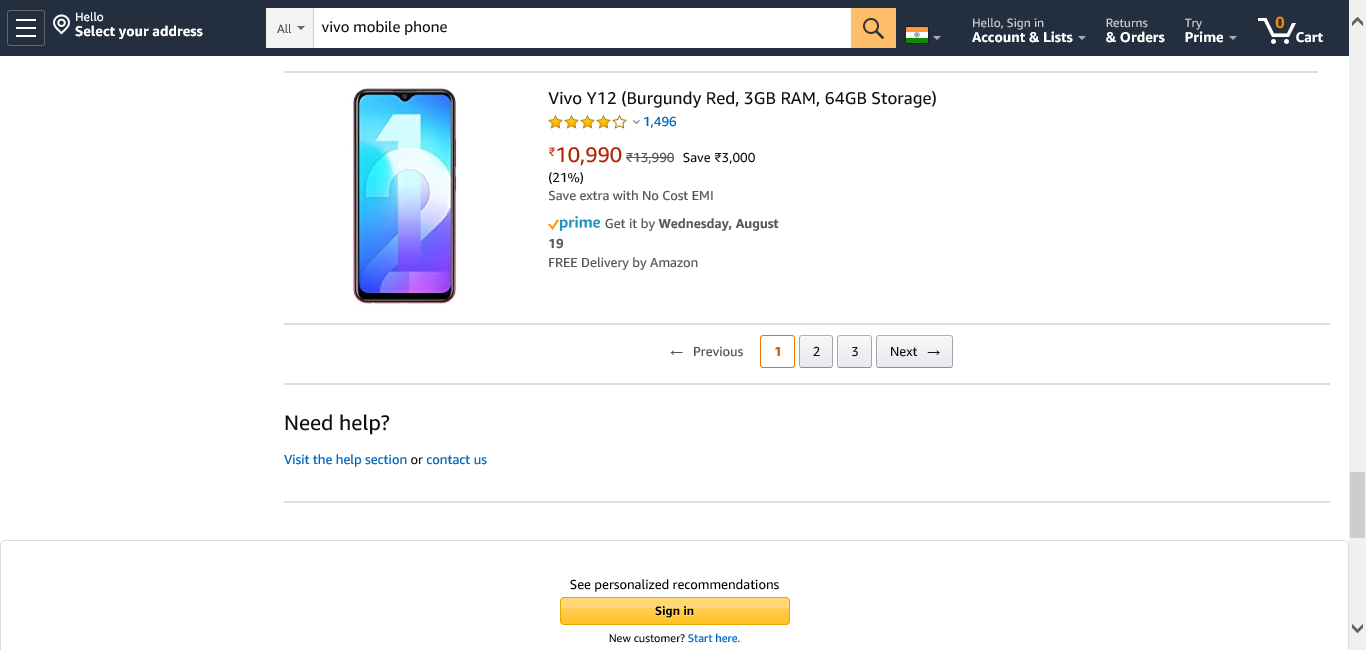 Hello
Select your address
All
vivo mobile phone
Hello, Sign in
Account & Lists
Returns
& Orders
Try
Prime
0
Cart
12
Vivo Y12 (Burgundy Red, 3GB RAM, 64GB Storage)
1,496
₹10,990 ₹13,990 Save ₹3,000
(21%)
Save extra with No Cost EMI
prime Get it by Wednesday, August
19
FREE Delivery by Amazon
← Previous 1 2 3 Next →
Need help?
Visit the help section or contact us
See personalized recommendations
Sign in
New customer? Start here.